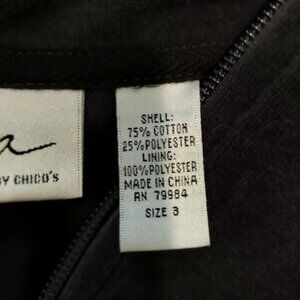 BY CHICO'S
SHELL:
75% COTTON
25% POLYESTER
LINING:
100% POLYESTER
MADE IN CHINA
RN 79984
SIZE 3